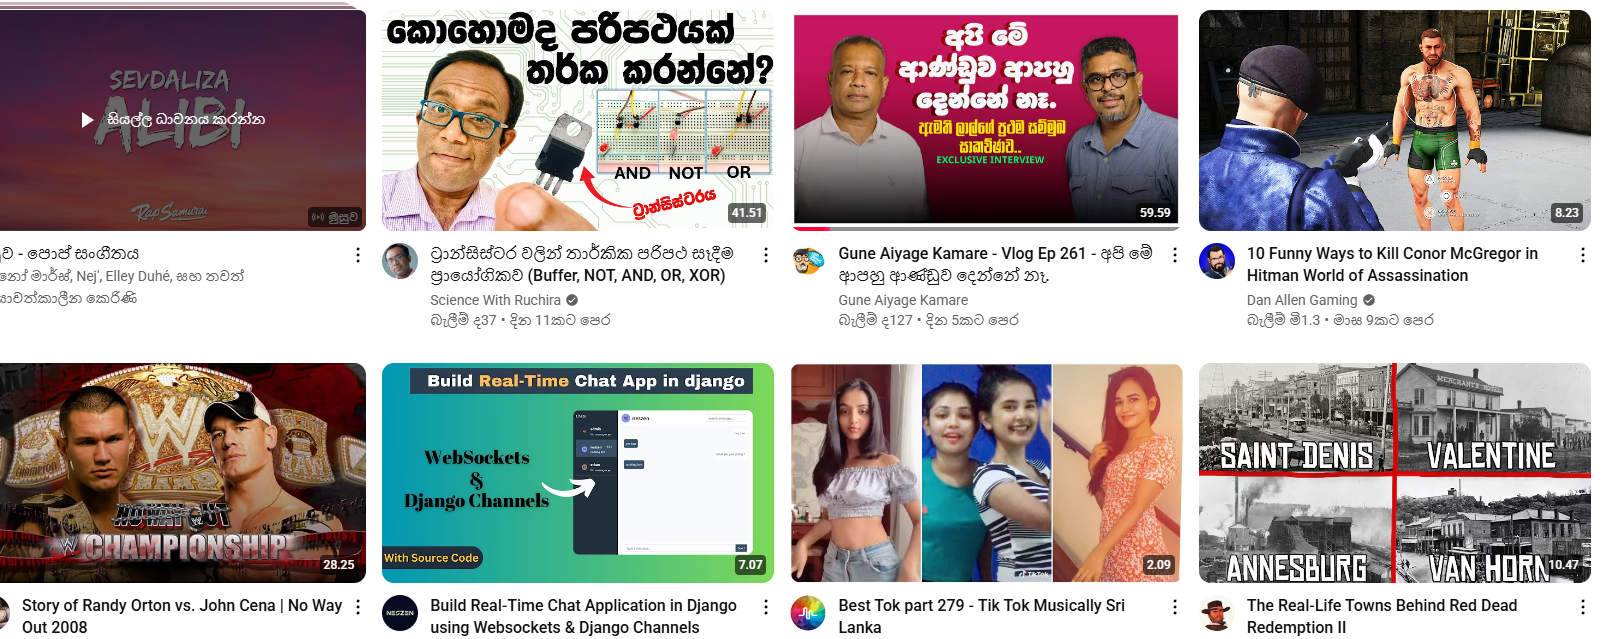 SEVDALIZA
ALIBI
සියල්ල ධාවනය කරන්න
Rap Samurai
මුසුව
ව - පොප් සංගීතය
නෝ මාර්ස්, Nej', Elley Duhé, සහ තවත්
යාවත්කාලීන කෙරිණි
කොහොමද පරිපථයක්
තර්ක කරන්නේ?
AND NOT OR
ට්‍රාන්සිස්ටරය
41.51
ට්‍රාන්සිස්ටර වලින් තාර්කික පරිපථ සෑදීම
ප්‍රායෝගිකව (Buffer, NOT, AND, OR, XOR)
Science With Ruchira
බැලීම් ද37 • දින 11කට පෙර
අපි මේ
ආණ්ඩුව ආපහු
දෙන්නේ නෑ.
ඇමති ලාල්ගේ ප්‍රථම සම්මුඛ
සාකච්ඡාව..
EXCLUSIVE INTERVIEW
59.59
Gune Aiyage Kamare - Vlog Ep 261 - අපි මේ
ආපහු ආණ්ඩුව දෙන්නේ නෑ.
Gune Aiyage Kamare
බැලීම් ද127 • දින 5කට පෙර
8.23
10 Funny Ways to Kill Conor McGregor in
Hitman World of Assassination
Dan Allen Gaming
බැලීම් මි1.3 • මාස 9කට පෙර
NO WAY OUT
CHAMPIONSHIP
28.25
Story of Randy Orton vs. John Cena | No Way
Out 2008
Build Real-Time Chat App in django
WebSockets
&
Django Channels
With Source Code
7.07
NESZEN
Build Real-Time Chat Application in Django
using Websockets & Django Channels
TikTok
2.09
Best Tok part 279 - Tik Tok Musically Sri
Lanka
SAINT DENIS
VALENTINE
ANNESBURG
VAN HORN
10.47
The Real-Life Towns Behind Red Dead
Redemption II